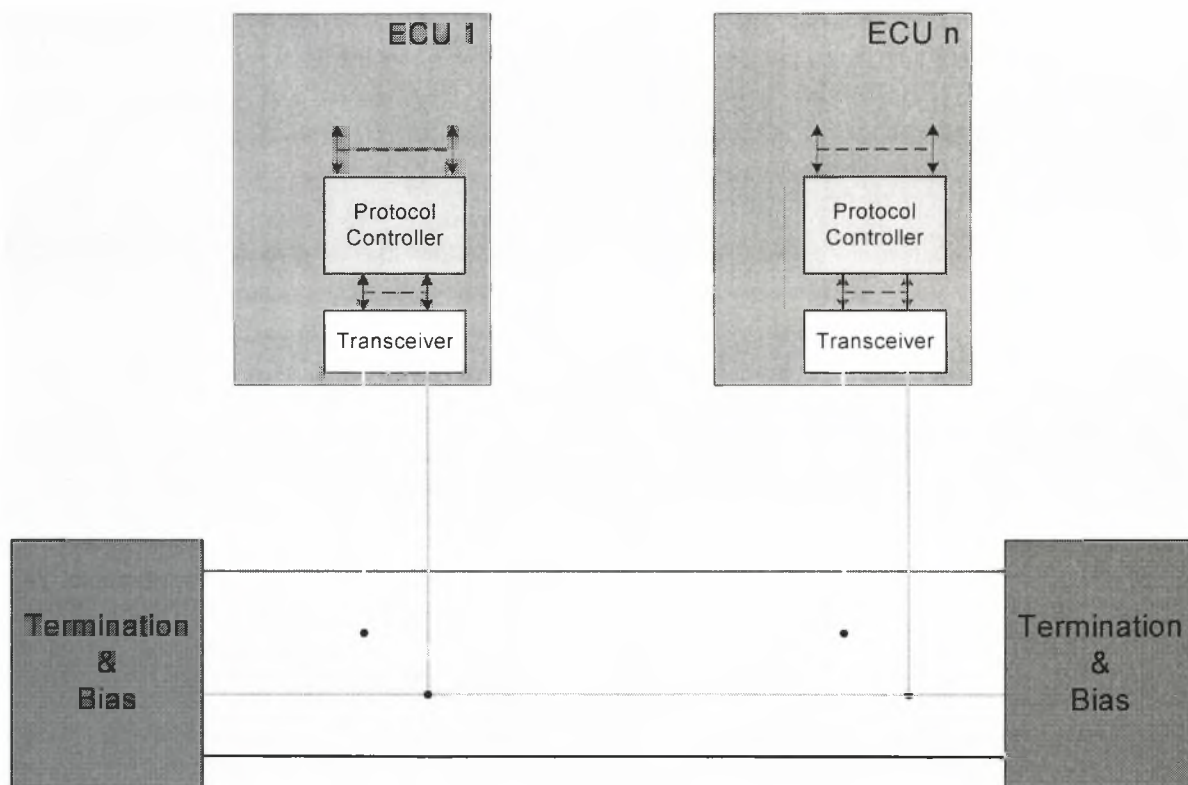 ECU 1
ECU n
Protocol
Controller
Protocol
Controller
Transceiver
Transceiver
Termination
&
Bias
Termination
&
Bias